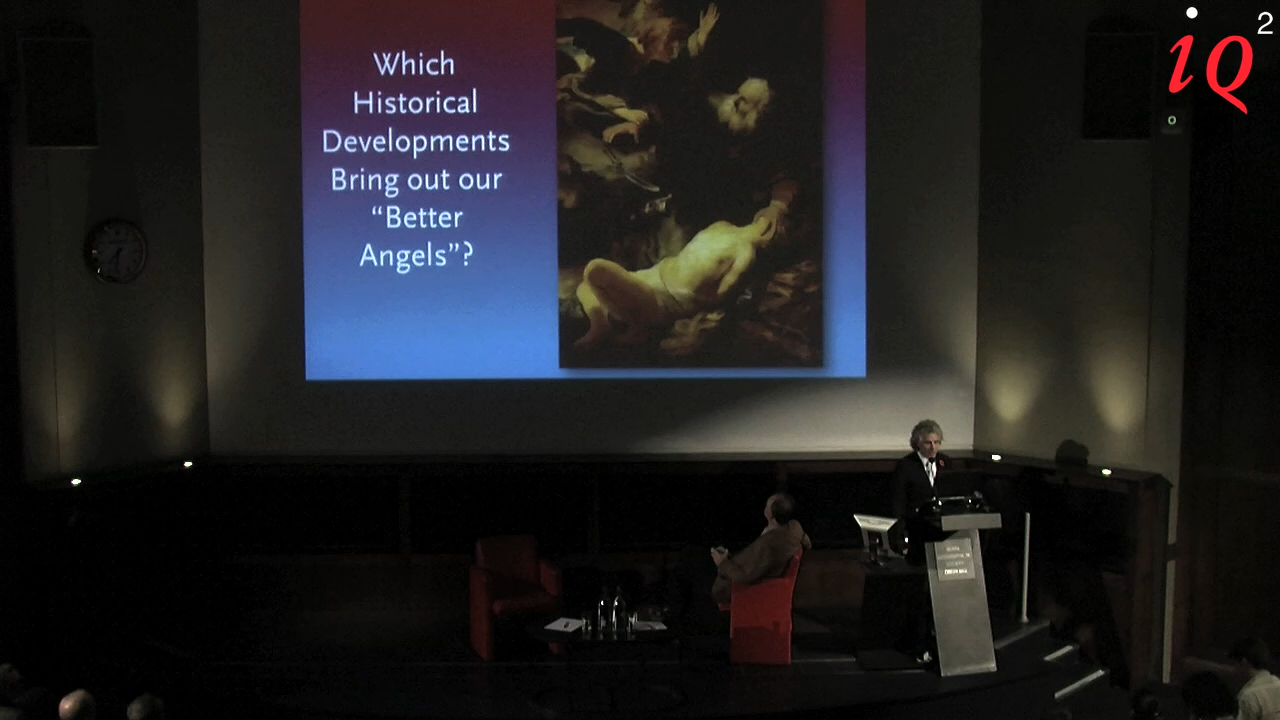 Which
Historical
Developments
Bring out our
“Better
Angels”?
iQ²